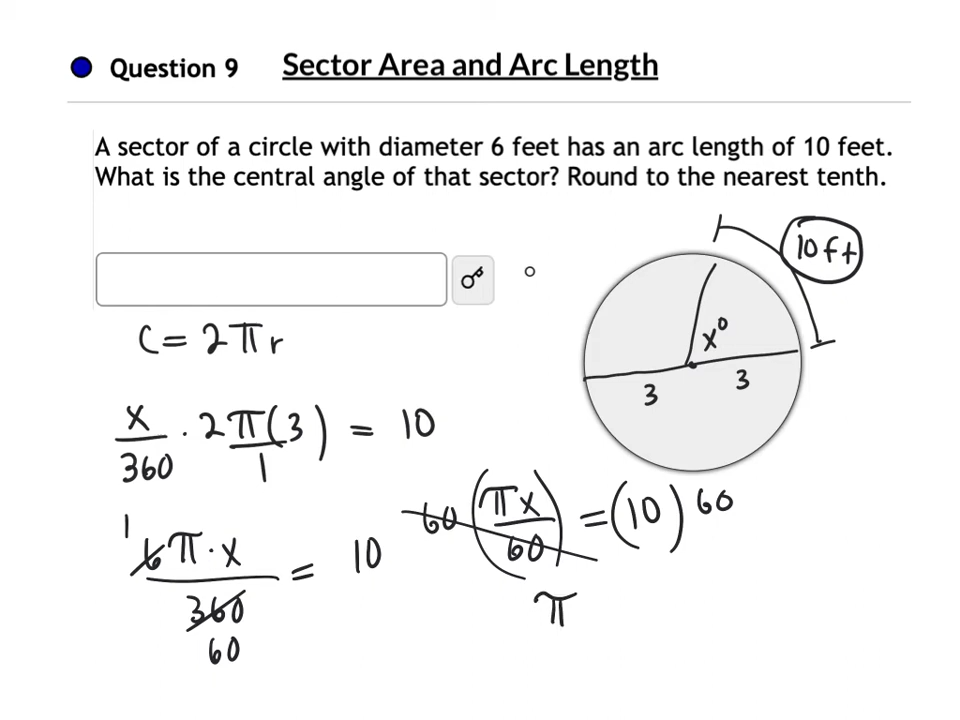 Question 9 Sector Area and Arc Length
A sector of a circle with diameter 6 feet has an arc length of 10 feet.
What is the central angle of that sector? Round to the nearest tenth.
10 ft
°
C = 2πr
x°
3 3
x/360 · 2π(3)/1 = 10
60(πx/60) = (10)60
1
6π·x/360 = 10
π
60